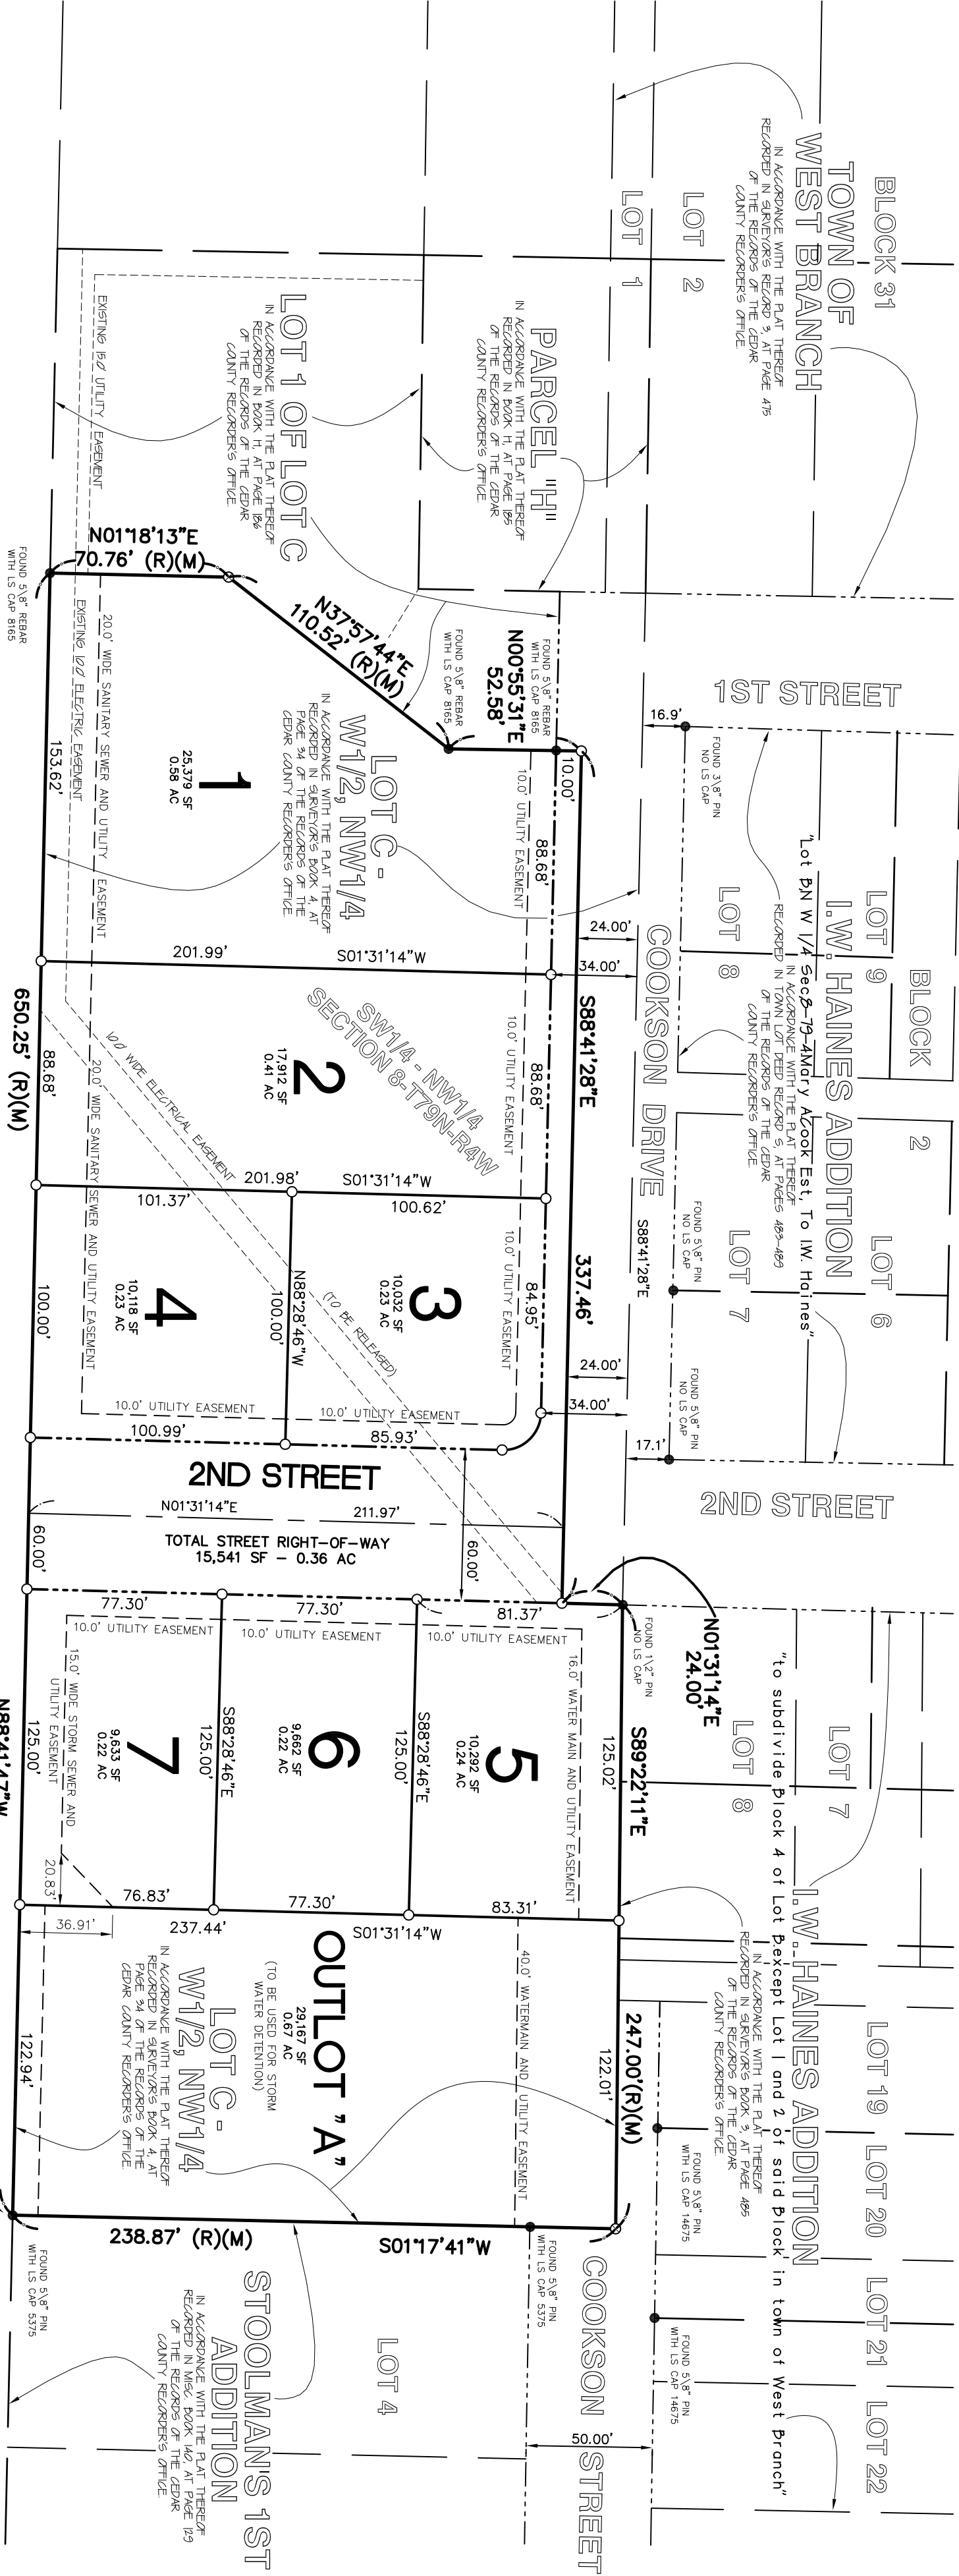 BLOCK 31
TOWN OF
WEST BRANCH
IN ACCORDANCE WITH THE PLAT THEREOF
RECORDED IN SURVEYOR'S RECORD 3, AT PAGE 475
OF THE RECORDS OF THE CEDAR
COUNTY RECORDER'S OFFICE.
LOT 2
LOT 1
PARCEL "H"
IN ACCORDANCE WITH THE PLAT THEREOF
RECORDED IN BOOK H, AT PAGE 185
OF THE RECORDS OF THE CEDAR
COUNTY RECORDER'S OFFICE.
LOT 1 OF LOT C
IN ACCORDANCE WITH THE PLAT THEREOF
RECORDED IN BOOK H, AT PAGE 186
OF THE RECORDS OF THE CEDAR
COUNTY RECORDER'S OFFICE.
EXISTING 15.0' UTILITY EASEMENT
N01°18'13"E
70.76' (R)(M)
FOUND 5\8" REBAR
WITH LS CAP 8165
N37°57'44"E
110.52' (R)(M)
FOUND 5\8" REBAR
WITH LS CAP 8165
N00°55'31"E
52.58'
FOUND 5\8" REBAR
WITH LS CAP 8165
10.00'
1ST STREET
16.9'
FOUND 3\8" PIN
NO LS CAP
BLOCK 2
LOT 9
LOT 6
I.W. HAINES ADDITION
"Lot B,N W 1/4 Sec 8-79-4Mary ACook Est, To I.W. Haines"
IN ACCORDANCE WITH THE PLAT THEREOF
RECORDED IN TOWN LOT DEED RECORD S, AT PAGES 483-489
OF THE RECORDS OF THE CEDAR
COUNTY RECORDER'S OFFICE.
LOT 8
LOT 7
FOUND 5\8" PIN
NO LS CAP
FOUND 5\8" PIN
NO LS CAP
COOKSON DRIVE
S88°41'28"E
24.00'
34.00'
S88°41'28"E
337.46'
24.00'
34.00'
17.1'
2ND STREET
LOT C -
W1/2, NW1/4
IN ACCORDANCE WITH THE PLAT THEREOF
RECORDED IN SURVEYOR'S BOOK 4, AT
PAGE 34 OF THE RECORDS OF THE
CEDAR COUNTY RECORDER'S OFFICE.
10.0' UTILITY EASEMENT
88.68'
1
25,379 SF
0.58 AC
20.0' WIDE SANITARY SEWER AND UTILITY EASEMENT
EXISTING 10.0' ELECTRIC EASEMENT
153.62'
201.99'
S01°31'14"W
SW1/4 - NW1/4
SECTION 8-T79N-R4W
10.0' UTILITY EASEMENT
88.68'
2
17,912 SF
0.41 AC
10.0' WIDE ELECTRICAL EASEMENT
(TO BE RELEASED)
20.0' WIDE SANITARY SEWER AND UTILITY EASEMENT
88.68'
650.25' (R)(M)
201.98'
S01°31'14"W
101.37'
100.62'
10.0' UTILITY EASEMENT
84.95'
3
10,032 SF
0.23 AC
N88°28'46"W
100.00'
4
10,118 SF
0.23 AC
100.00'
10.0' UTILITY EASEMENT
10.0' UTILITY EASEMENT
100.99'
85.93'
2ND STREET
N01°31'14"E
211.97'
TOTAL STREET RIGHT-OF-WAY
15,541 SF - 0.36 AC
60.00'
60.00'
77.30'
77.30'
81.37'
10.0' UTILITY EASEMENT
10.0' UTILITY EASEMENT
10.0' UTILITY EASEMENT
FOUND 1\2" PIN
NO LS CAP
N01°31'14"E
24.00'
S89°22'11"E
125.02'
16.0' WATER MAIN AND UTILITY EASEMENT
5
10,292 SF
0.24 AC
S88°28'46"E
125.00'
6
9,662 SF
0.22 AC
S88°28'46"E
125.00'
7
9,633 SF
0.22 AC
15.0' WIDE STORM SEWER AND
UTILITY EASEMENT
20.83'
125.00'
N88°41'47"W
76.83'
77.30'
83.31'
36.91'
237.44'
S01°31'14"W
247.00'(R)(M)
122.01'
40.0' WATERMAIN AND UTILITY EASEMENT
OUTLOT "A"
29,167 SF
0.67 AC
(TO BE USED FOR STORM
WATER DETENTION)
LOT C -
W1/2, NW1/4
IN ACCORDANCE WITH THE PLAT THEREOF
RECORDED IN SURVEYOR'S BOOK 4, AT
PAGE 34 OF THE RECORDS OF THE
CEDAR COUNTY RECORDER'S OFFICE.
122.94'
238.87' (R)(M)
S01°17'41"W
LOT 7
LOT 8
I.W. HAINES ADDITION
"to subdivide Block 4 of Lot B,except Lot 1 and 2 of said Block in town of West Branch"
IN ACCORDANCE WITH THE PLAT THEREOF
RECORDED IN SURVEYOR'S BOOK 3, AT PAGE 485
OF THE RECORDS OF THE CEDAR
COUNTY RECORDER'S OFFICE.
LOT 19
LOT 20
LOT 21
LOT 22
FOUND 5\8" PIN
WITH LS CAP 14675
FOUND 5\8" PIN
WITH LS CAP 14675
COOKSON STREET
50.00'
FOUND 5\8" PIN
WITH LS CAP 5375
LOT 4
STOOLMAN'S 1ST
ADDITION
IN ACCORDANCE WITH THE PLAT THEREOF
RECORDED IN MISC. BOOK 140, AT PAGE 129
OF THE RECORDS OF THE CEDAR
COUNTY RECORDER'S OFFICE.
FOUND 5\8" PIN
WITH LS CAP 5375